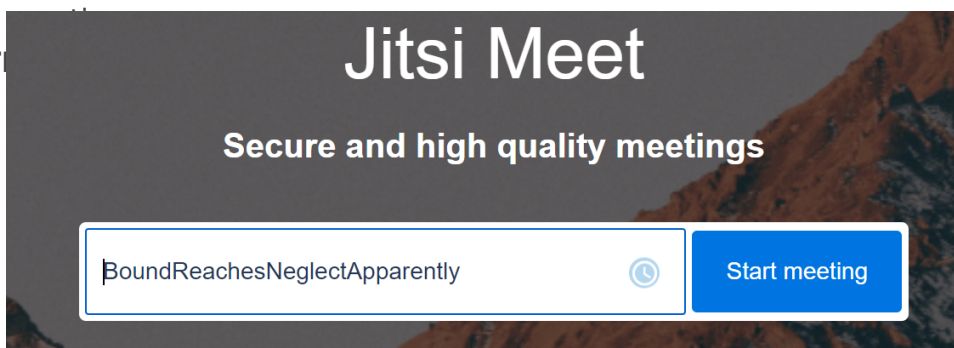 Jitsi Meet
Secure and high quality meetings
BoundReachesNeglectApparently
Start meeting